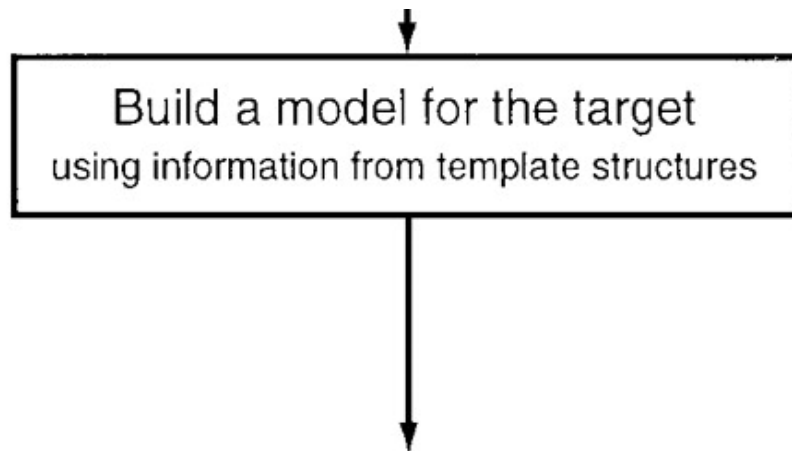 Build a model for the target
using information from template structures